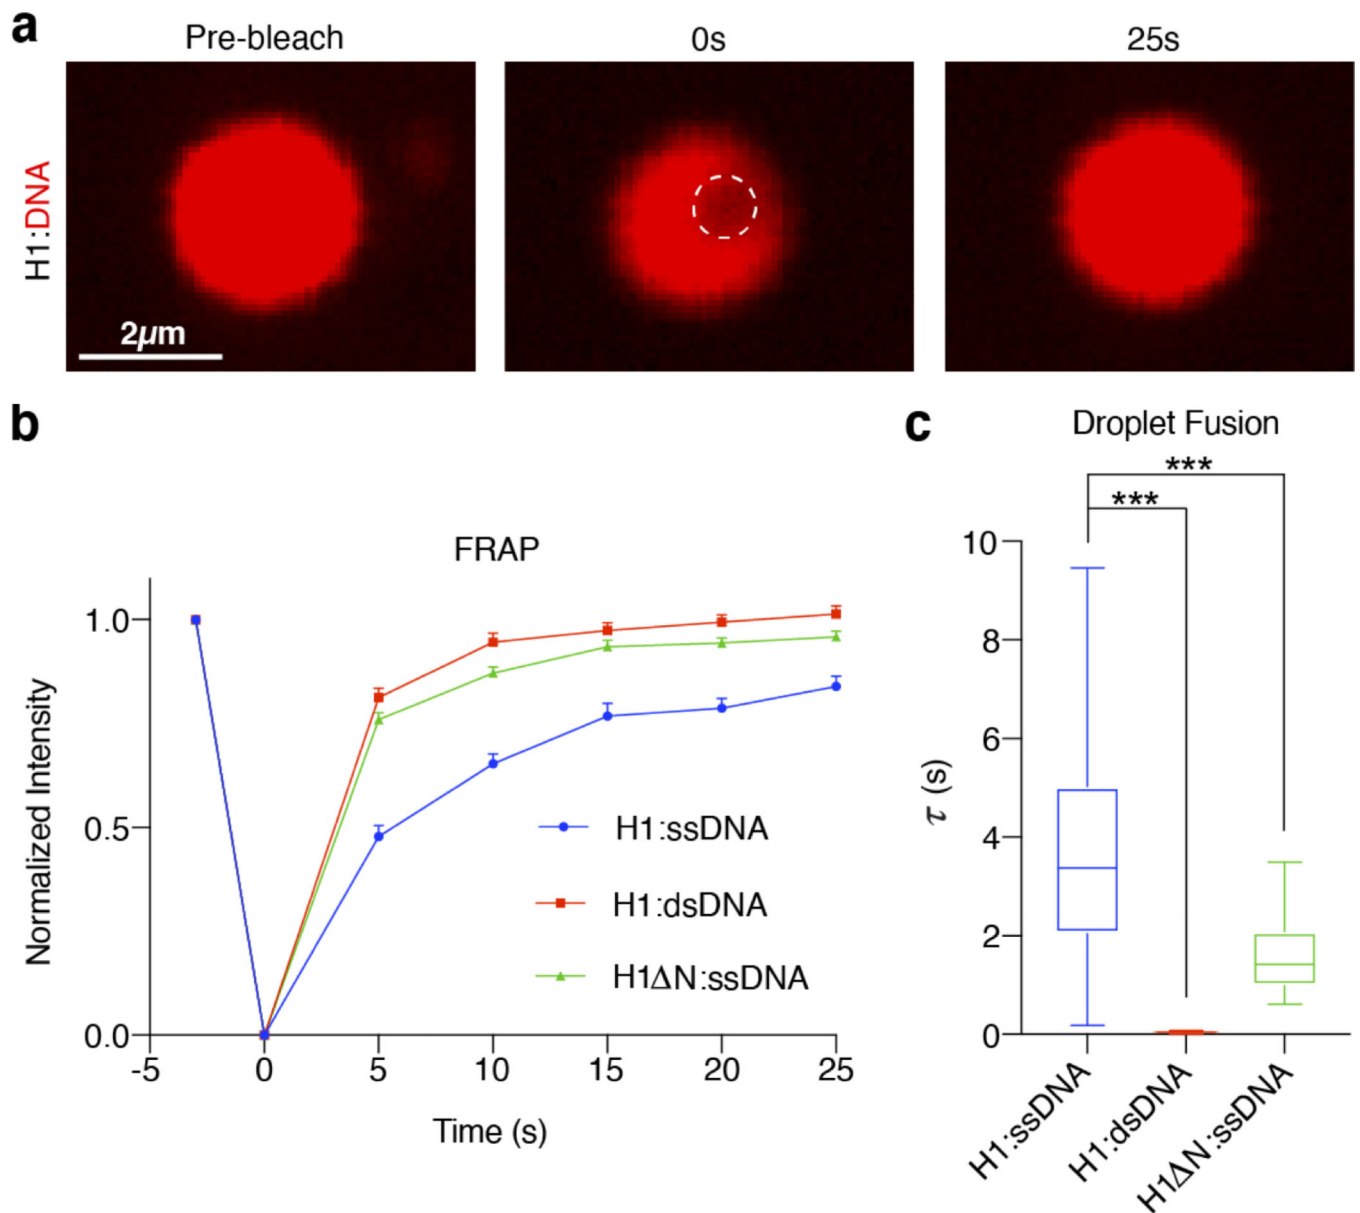 a
Pre-bleach
0s
25s
H1:DNA
2μm
b
FRAP
Normalized Intensity
1.0
0.5
0.0
-5
0
5
10
15
20
25
Time (s)
H1:ssDNA
H1:dsDNA
H1ΔN:ssDNA
c
Droplet Fusion
***
***
τ (s)
10
8
6
4
2
0
H1:ssDNA
H1:dsDNA
H1ΔN:ssDNA